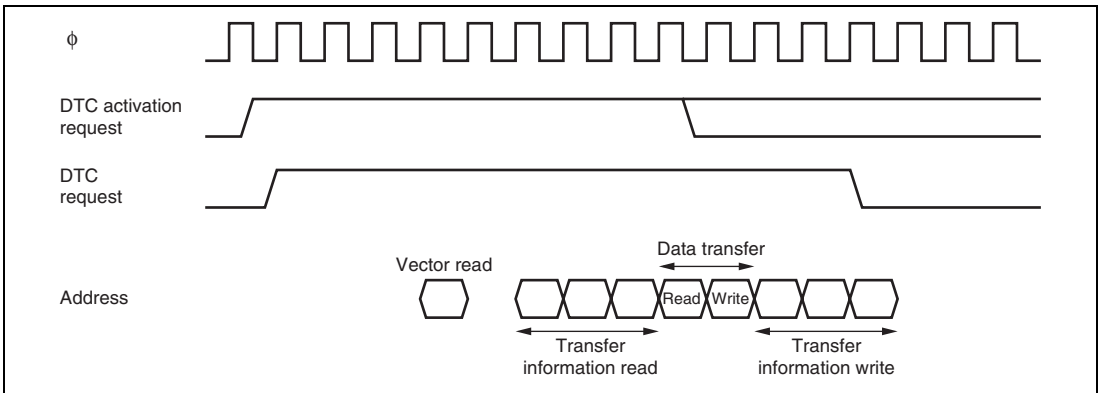 ϕ
DTC activation
request
DTC
request
Data transfer
Vector read
Address
Read
Write
Transfer
information read
Transfer
information write